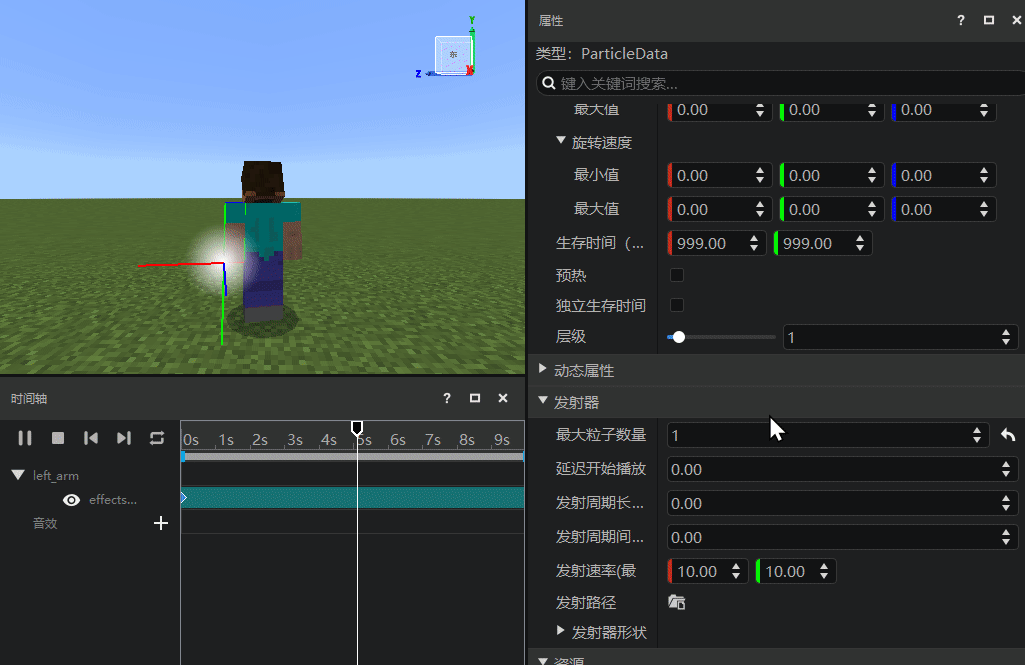 Y
东
Z
X
属性
?
类型：ParticleData
键入关键词搜索...
最大值 0.00 0.00 0.00
旋转速度
最小值 0.00 0.00 0.00
最大值 0.00 0.00 0.00
生存时间（... 999.00 999.00
预热
独立生存时间
层级 1
动态属性
发射器
最大粒子数量 1
延迟开始播放 0.00
发射周期长... 0.00
发射周期间... 0.00
发射速率(最 10.00 10.00
发射路径
发射器形状
资源
时间轴
?
0s 1s 2s 3s 4s 5s 6s 7s 8s 9s
left_arm
effects...
音效